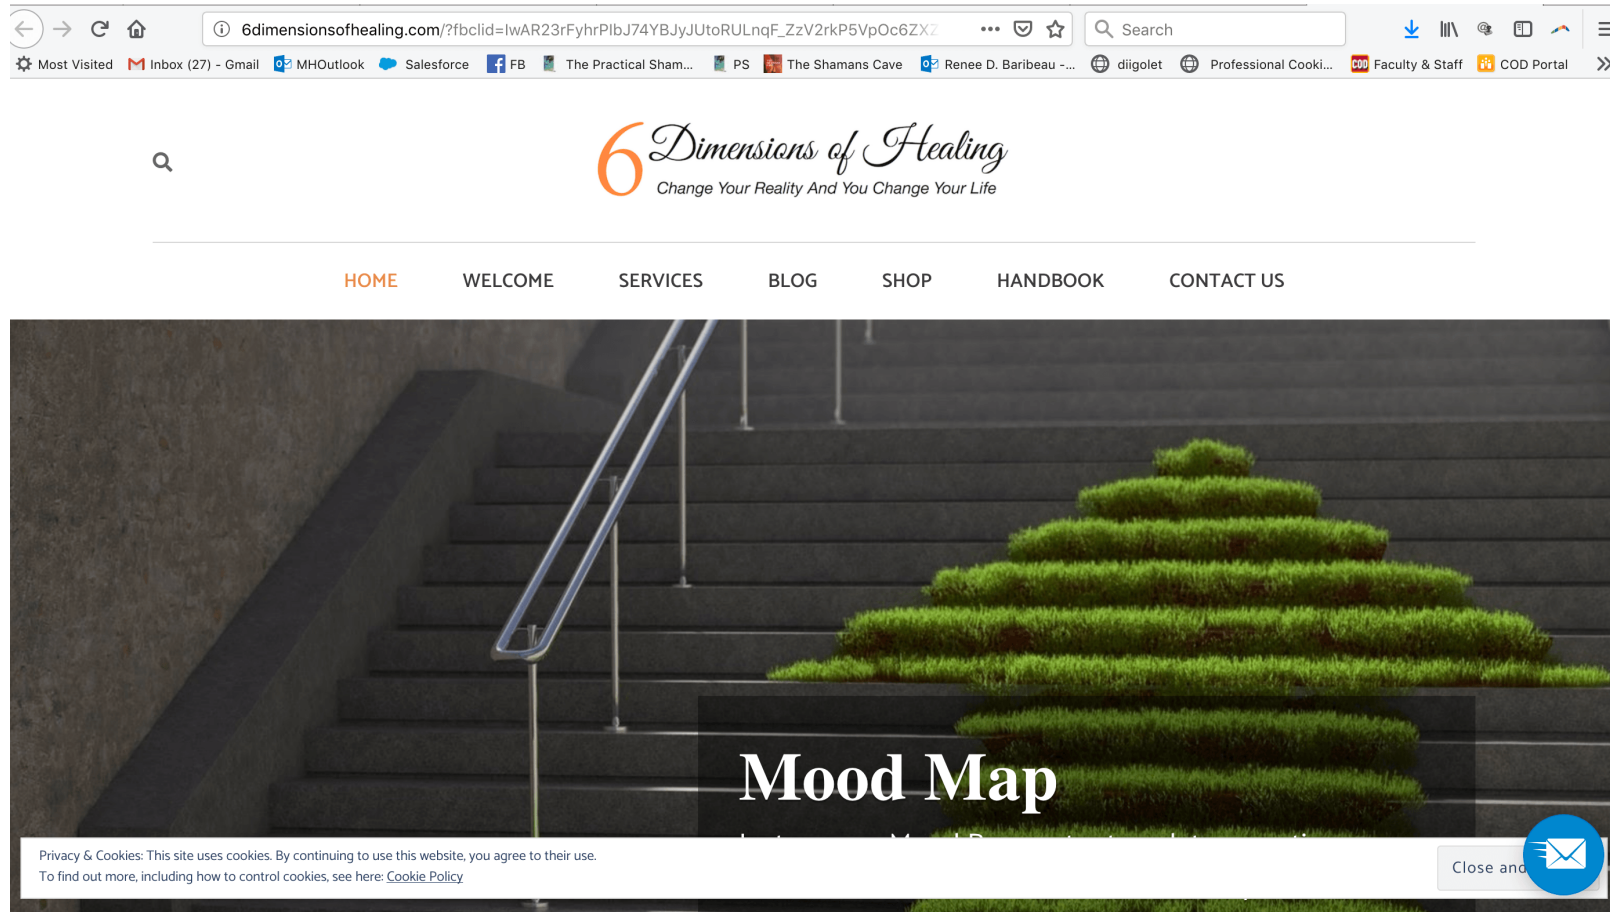 6dimensionsofhealing.com/?fbclid=IwAR23rFyhrPIbJ74YBJyJUtoRULnqF_ZzV2rkP5VpOc6ZXZ
Search
Most Visited Inbox (27) - Gmail MHOutlook Salesforce FB The Practical Sham... PS The Shamans Cave Renee D. Baribeau -... diigolet Professional Cooki... COD Faculty & Staff COD Portal
6 Dimensions of Healing
Change Your Reality And You Change Your Life
HOME WELCOME SERVICES BLOG SHOP HANDBOOK CONTACT US
Mood Map
Privacy & Cookies: This site uses cookies. By continuing to use this website, you agree to their use.
To find out more, including how to control cookies, see here: Cookie Policy
Close and